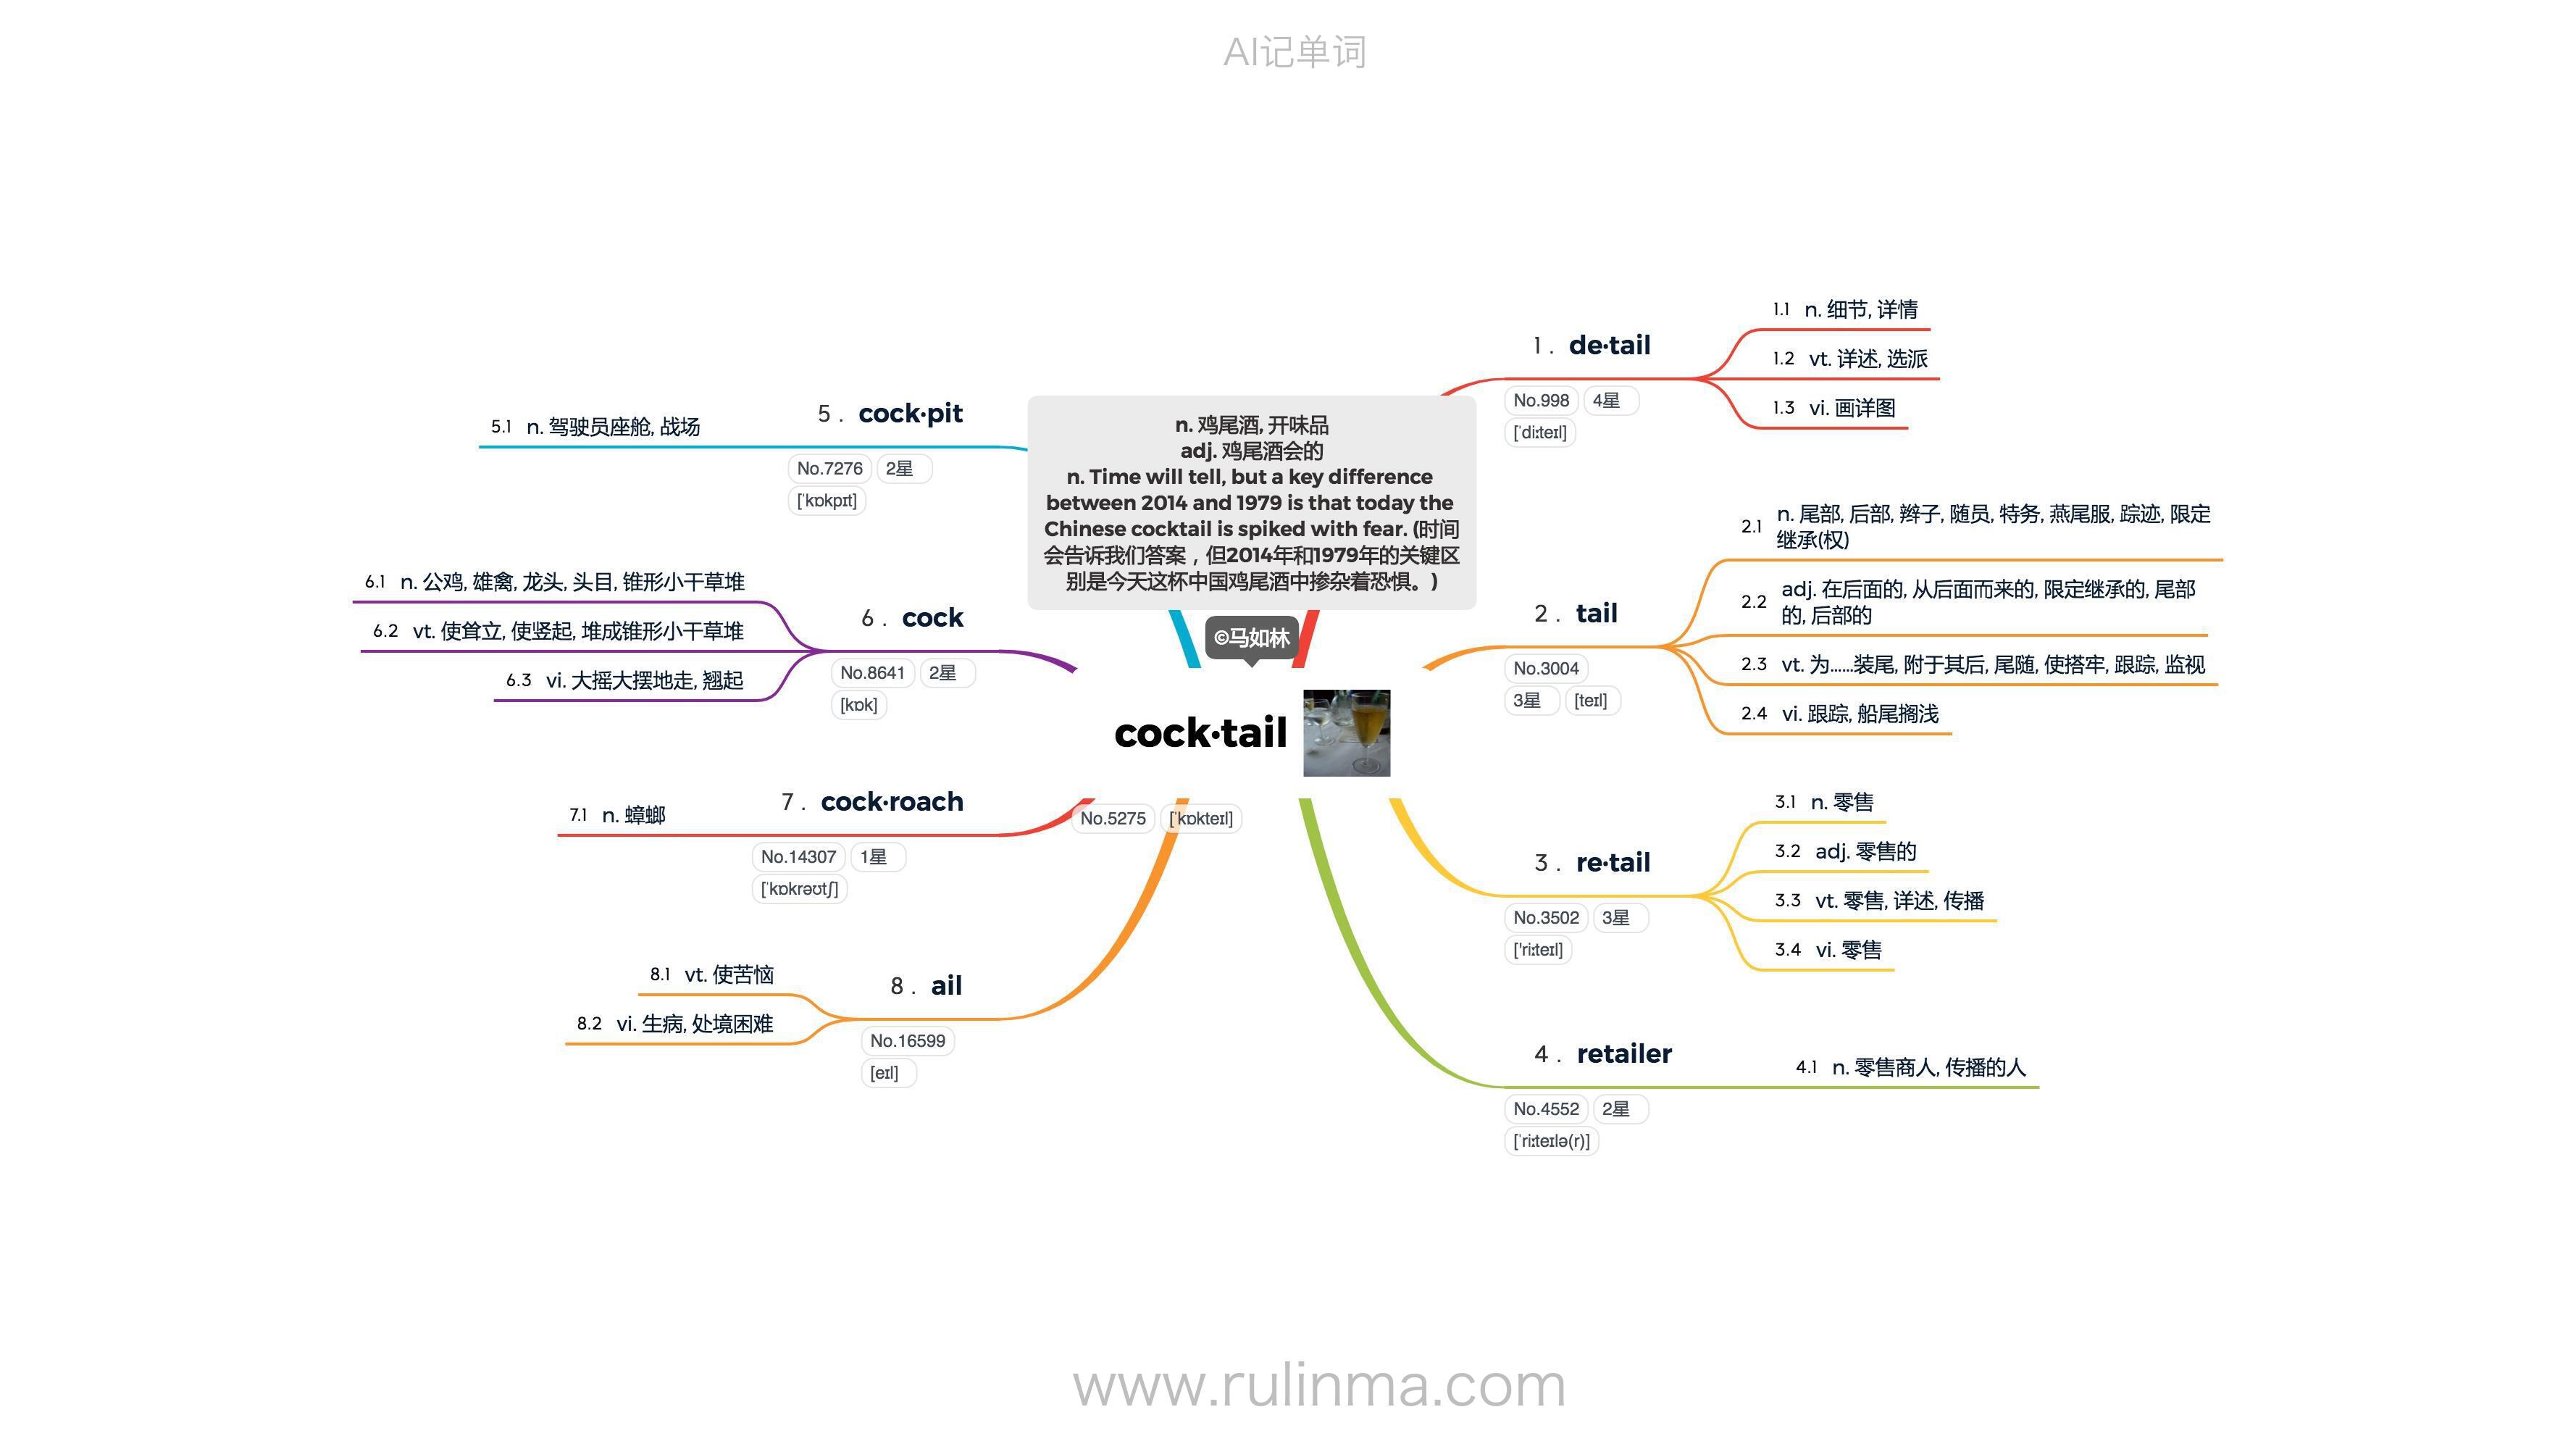 AI记单词
n. 鸡尾酒, 开味品
adj. 鸡尾酒会的
n. Time will tell, but a key difference
between 2014 and 1979 is that today the
Chinese cocktail is spiked with fear. (时间
会告诉我们答案，但2014年和1979年的关键区
别是今天这杯中国鸡尾酒中掺杂着恐惧。)
©马如林
cock·tail
No.5275 [ˈkɒkteɪl]
1 . de·tail
No.998 4星
[ˈdiːteɪl]
1.1 n. 细节, 详情
1.2 vt. 详述, 选派
1.3 vi. 画详图
2 . tail
No.3004
3星 [teɪl]
2.1 n. 尾部, 后部, 辫子, 随员, 特务, 燕尾服, 踪迹, 限定
继承(权)
2.2 adj. 在后面的, 从后面而来的, 限定继承的, 尾部
的, 后部的
2.3 vt. 为......装尾, 附于其后, 尾随, 使搭牢, 跟踪, 监视
2.4 vi. 跟踪, 船尾搁浅
3 . re·tail
No.3502 3星
[ˈriːteɪl]
3.1 n. 零售
3.2 adj. 零售的
3.3 vt. 零售, 详述, 传播
3.4 vi. 零售
4 . retailer
No.4552 2星
[ˈriːteɪlə(r)]
4.1 n. 零售商人, 传播的人
5 . cock·pit
No.7276 2星
[ˈkɒkpɪt]
5.1 n. 驾驶员座舱, 战场
6 . cock
No.8641 2星
[kɒk]
6.1 n. 公鸡, 雄禽, 龙头, 头目, 锥形小干草堆
6.2 vt. 使耸立, 使竖起, 堆成锥形小干草堆
6.3 vi. 大摇大摆地走, 翘起
7 . cock·roach
No.14307 1星
[ˈkɒkrəʊtʃ]
7.1 n. 蟑螂
8 . ail
No.16599
[eɪl]
8.1 vt. 使苦恼
8.2 vi. 生病, 处境困难
www.rulinma.com